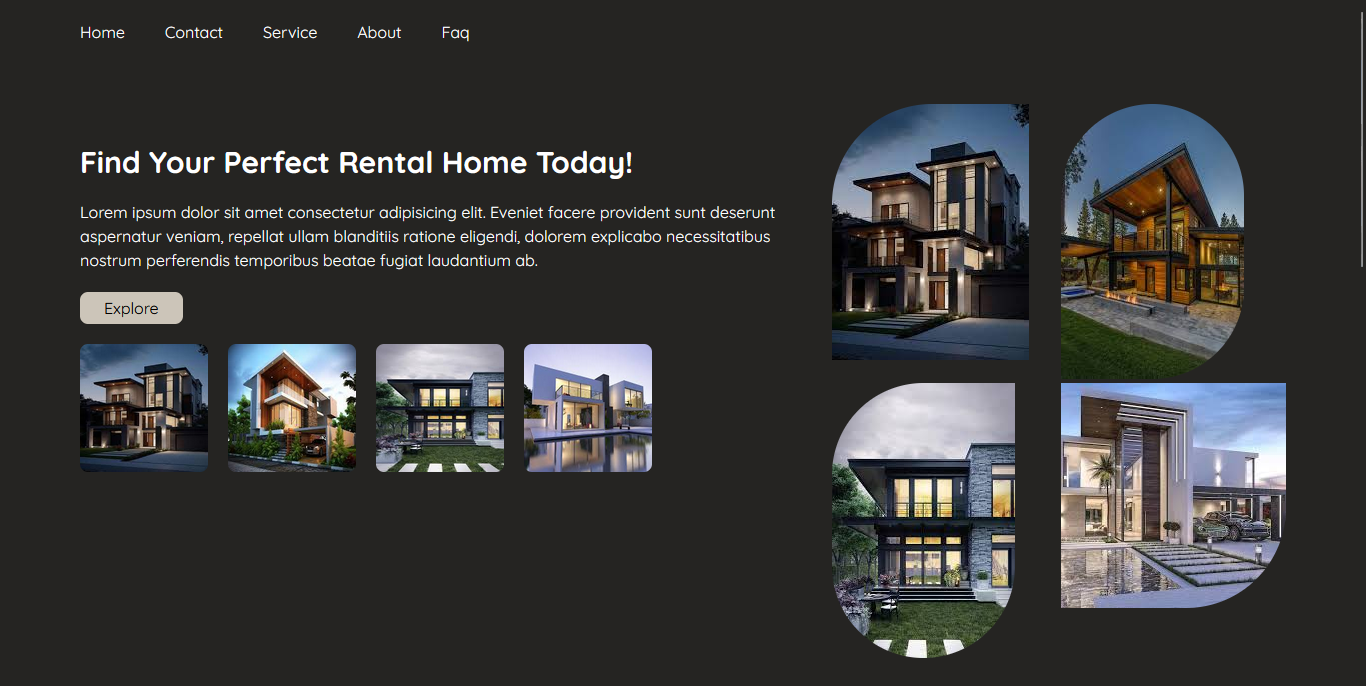 Home Contact Service About Faq
Find Your Perfect Rental Home Today!
Lorem ipsum dolor sit amet consectetur adipisicing elit. Eveniet facere provident sunt deserunt
aspernatur veniam, repellat ullam blanditiis ratione eligendi, dolorem explicabo necessitatibus
nostrum perferendis temporibus beatae fugiat laudantium ab.
Explore